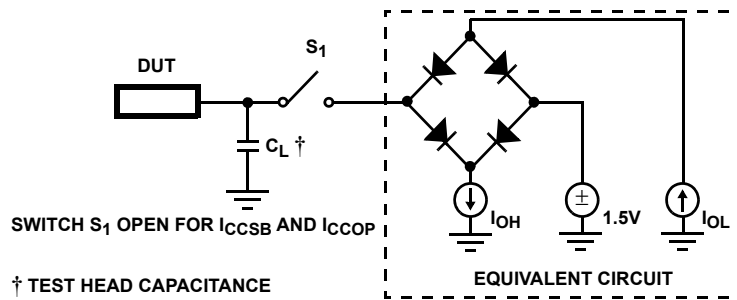 S1
DUT
CL †
IOH
±
1.5V
IOL
SWITCH S1 OPEN FOR ICCSB AND ICCOP
† TEST HEAD CAPACITANCE
EQUIVALENT CIRCUIT